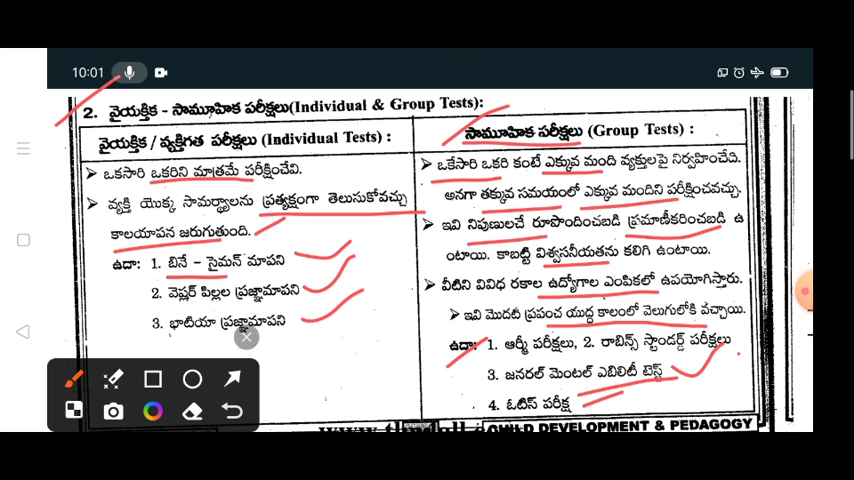 10:01
2. వైయక్తిక - సామూహిక పరీక్షలు(Individual & Group Tests):
వైయక్తిక / వ్యక్తిగత పరీక్షలు (Individual Tests) :
➤ ఒకసారి ఒకరిని మాత్రమే పరీక్షించేవి.
➤ వ్యక్తి యొక్క సామర్థ్యాలను ప్రత్యక్షంగా తెలుసుకోవచ్చు
కాలయాపన జరుగుతుంది.
ఉదా: 1. బినే - సైమన్ మాపని
2. వెష్లర్ పిల్లల ప్రజ్ఞామాపని
3. భాటియా ప్రజ్ఞామాపని
సామూహిక పరీక్షలు (Group Tests) :
➤ ఒకేసారి ఒకరి కంటే ఎక్కువ మంది వ్యక్తులపై నిర్వహించేది.
అనగా తక్కువ సమయంలో ఎక్కువ మందిని పరీక్షించవచ్చు.
➤ ఇవి నిపుణులచే రూపొందించబడి ప్రమాణీకరించబడి ఉ
ంటాయి. కాబట్టి విశ్వసనీయతను కలిగి ఉంటాయి.
➤ వీటిని వివిధ రకాల ఉద్యోగాల ఎంపికలో ఉపయోగిస్తారు.
➤ ఇవి మొదటి ప్రపంచ యుద్ధ కాలంలో వెలుగులోకి వచ్చాయి.
ఉదా: 1. ఆర్మీ పరీక్షలు, 2. రాబిన్స్ స్టాండర్డ్ పరీక్షలు
3. జనరల్ మెంటల్ ఎబిలిటీ టెస్ట్
4. ఓటిస్ పరీక్ష
CHILD DEVELOPMENT & PEDAGOGY